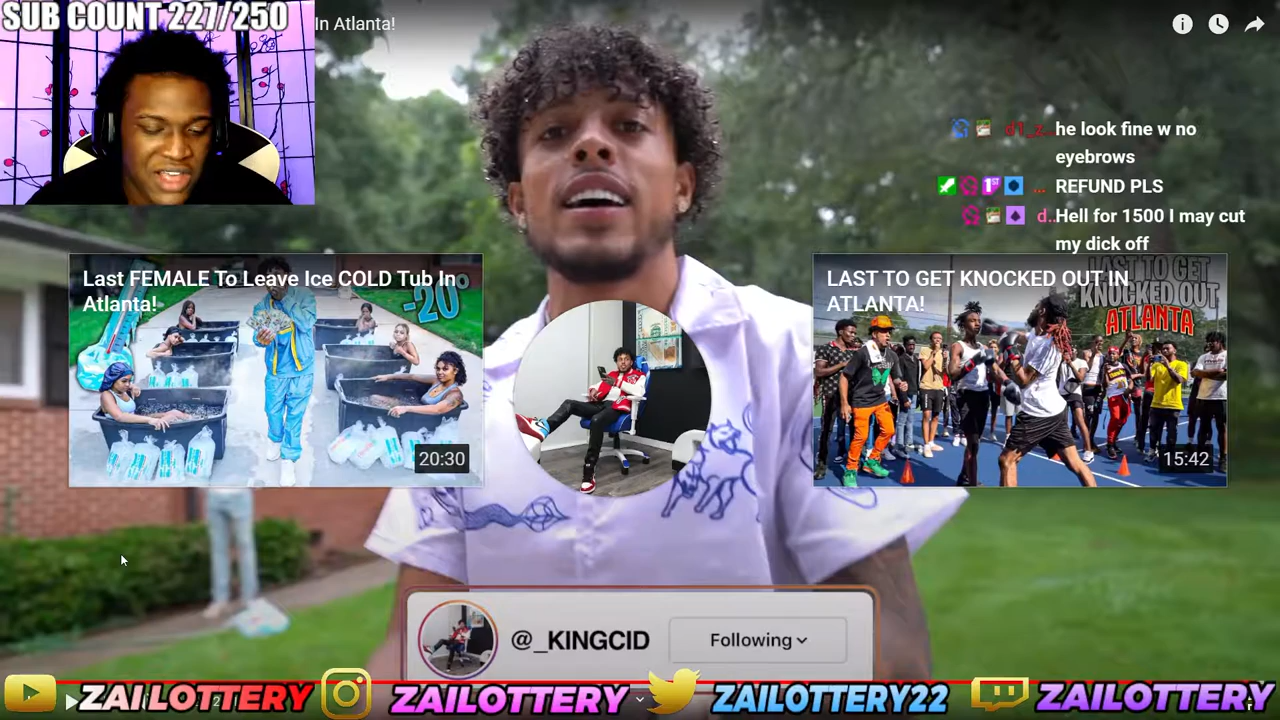 SUB COUNT 227/250
In Atlanta!
d1_z..he look fine w no
eyebrows
... REFUND PLS
d..Hell for 1500 I may cut
my dick off
Last FEMALE To Leave Ice COLD Tub In
Atlanta!
-20°
20:30
LAST TO GET KNOCKED OUT IN
ATLANTA!
LAST TO GET
KNOCKED OUT
ATLANTA
15:42
@_KINGCID
Following
ZAILOTTERY
ZAILOTTERY
ZAILOTTERY22
ZAILOTTERY